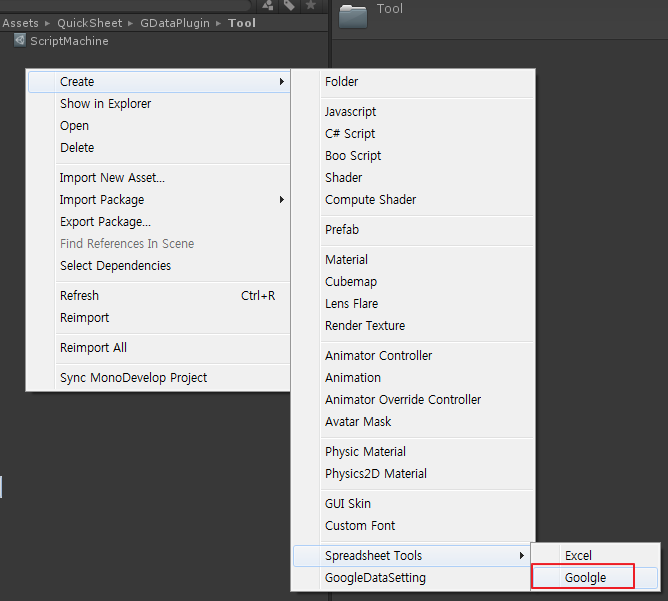 Assets ▸ QuickSheet ▸ GDataPlugin ▸ Tool
ScriptMachine
Tool
Create
Show in Explorer
Open
Delete
Import New Asset...
Import Package
Export Package...
Find References In Scene
Select Dependencies
Refresh Ctrl+R
Reimport
Reimport All
Sync MonoDevelop Project
Folder
Javascript
C# Script
Boo Script
Shader
Compute Shader
Prefab
Material
Cubemap
Lens Flare
Render Texture
Animator Controller
Animation
Animator Override Controller
Avatar Mask
Physic Material
Physics2D Material
GUI Skin
Custom Font
Spreadsheet Tools
GoogleDataSetting
Excel
Goolgle